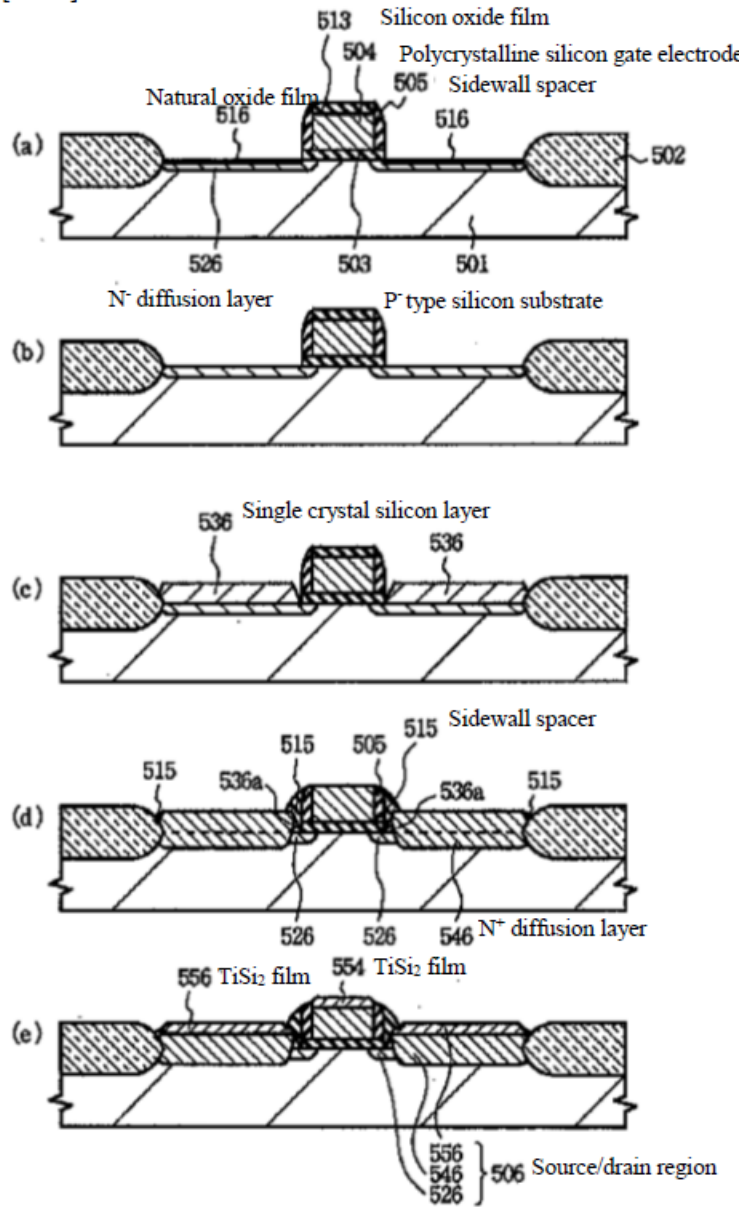 513 Silicon oxide film
504 Polycrystalline silicon gate electrode
505 Sidewall spacer
Natural oxide film
516
516
(a)
502
526
503
501
N⁻ diffusion layer
P⁻ type silicon substrate
(b)
Single crystal silicon layer
536
536
(c)
Sidewall spacer
515
515
505
515
536a
536a
515
(d)
526
526
546
N⁺ diffusion layer
556 TiSi₂ film
554 TiSi₂ film
(e)
556
546
526
506 Source/drain region